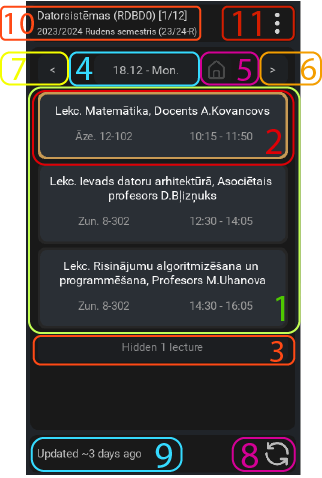 10 Datorsistēmas (RDBD0) [1/12] 11
2023/2024 Rudens semestris (23/24-R)
7 < 4 18.12 - Mon. 5 > 6
Lekc. Matemātika, Docents A.Kovancovs
Āze. 12-102 10:15 - 11:50 2
Lekc. Ievads datoru arhitektūrā, Asociētais
profesors D.Bļizņuks
Zun. 8-302 12:30 - 14:05
Lekc. Risinājumu algoritmizēšana un
programmēšana, Profesors M.Uhanova
Zun. 8-302 14:30 - 16:05 1
Hidden 1 lecture 3
Updated ~3 days ago 9 8